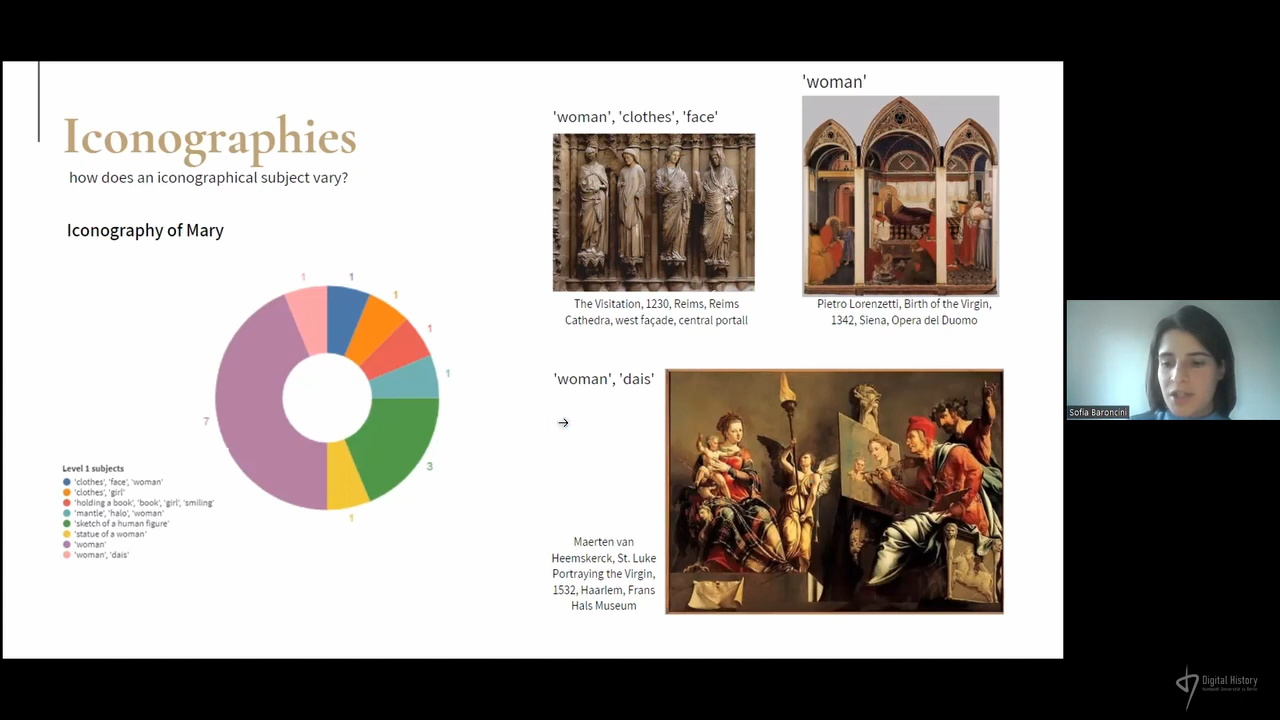 Iconographies
how does an iconographical subject vary?
Iconography of Mary
1
1
1
1
1
3
1
7
Level 1 subjects
'clothes', 'face', 'woman'
'clothes', 'girl'
'holding a book', 'book', 'girl', 'smiling'
'mantle', 'halo', 'woman'
'sketch of a human figure'
'statue of a woman'
'woman'
'woman', 'dais'
'woman', 'clothes', 'face'
The Visitation, 1230, Reims, Reims
Cathedra, west façade, central portall
'woman'
Pietro Lorenzetti, Birth of the Virgin,
1342, Siena, Opera del Duomo
'woman', 'dais'
Maerten van
Heemskerck, St. Luke
Portraying the Virgin,
1532, Haarlem, Frans
Hals Museum
Sofia Baroncini
Digital History